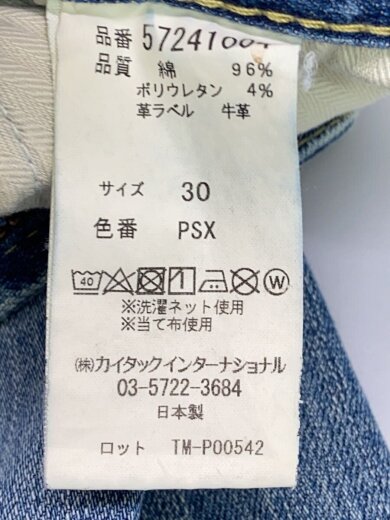 品番
品質 綿 96%
ポリウレタン 4%
革ラベル 牛革
サイズ 30
色番 PSX
40 W
※洗濯ネット使用
※当て布使用
㈱カイタックインターナショナル
03-5722-3684
日本製
ロット TM-P00542